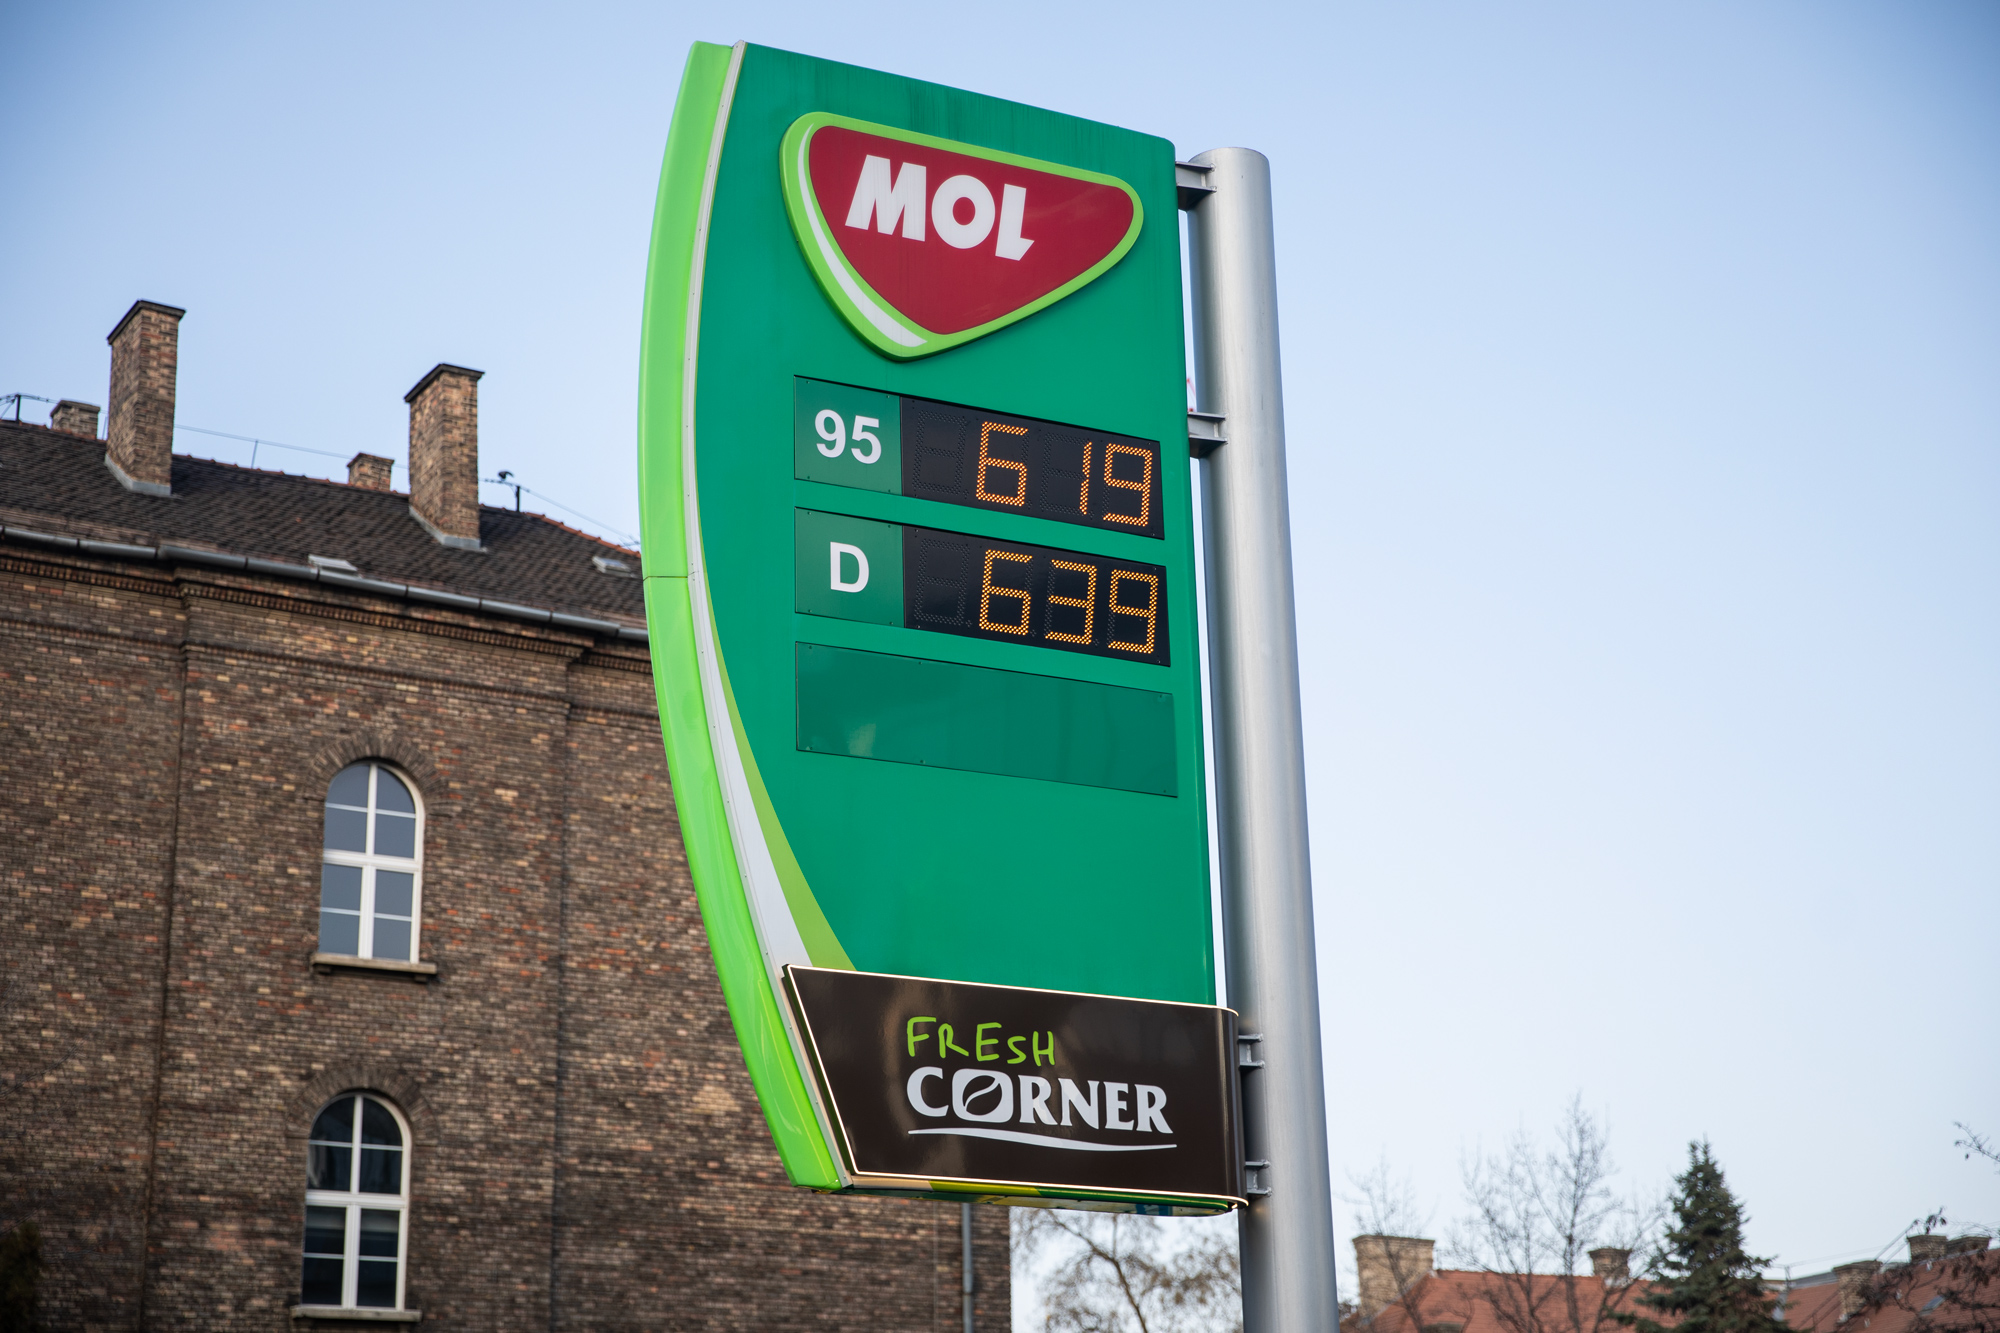 MOL
95 619
D 639
FRESH
CORNER